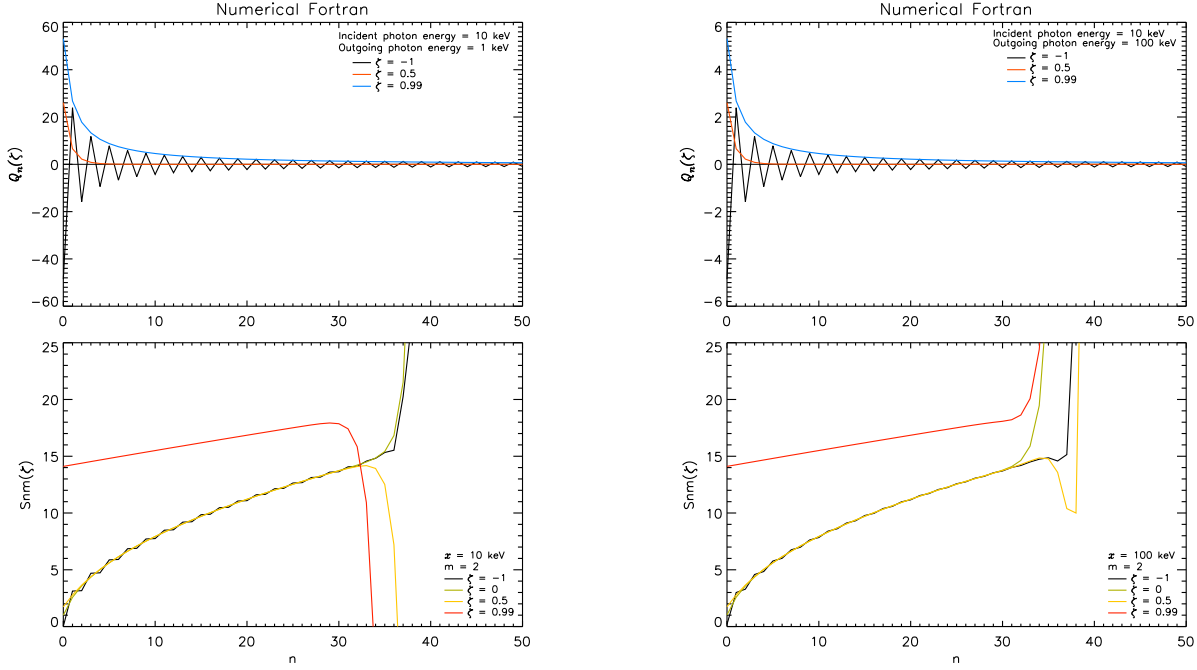 Numerical Fortran
60
40
20
0
−20
−40
−60
Qn(ζ)
Incident photon energy = 10 keV
Outgoing photon energy = 1 keV
ζ = −1
ζ = 0.5
ζ = 0.99
0 10 20 30 40 50
Numerical Fortran
6
4
2
0
−2
−4
−6
Qn(ζ)
Incident photon energy = 10 keV
Outgoing photon energy = 100 keV
ζ = −1
ζ = 0.5
ζ = 0.99
0 10 20 30 40 50
25
20
15
10
5
0
Snm(ζ)
x = 10 keV
m = 2
ζ = −1
ζ = 0
ζ = 0.5
ζ = 0.99
0 10 20 30 40 50
n
25
20
15
10
5
0
Snm(ζ)
x = 100 keV
m = 2
ζ = −1
ζ = 0
ζ = 0.5
ζ = 0.99
0 10 20 30 40 50
n